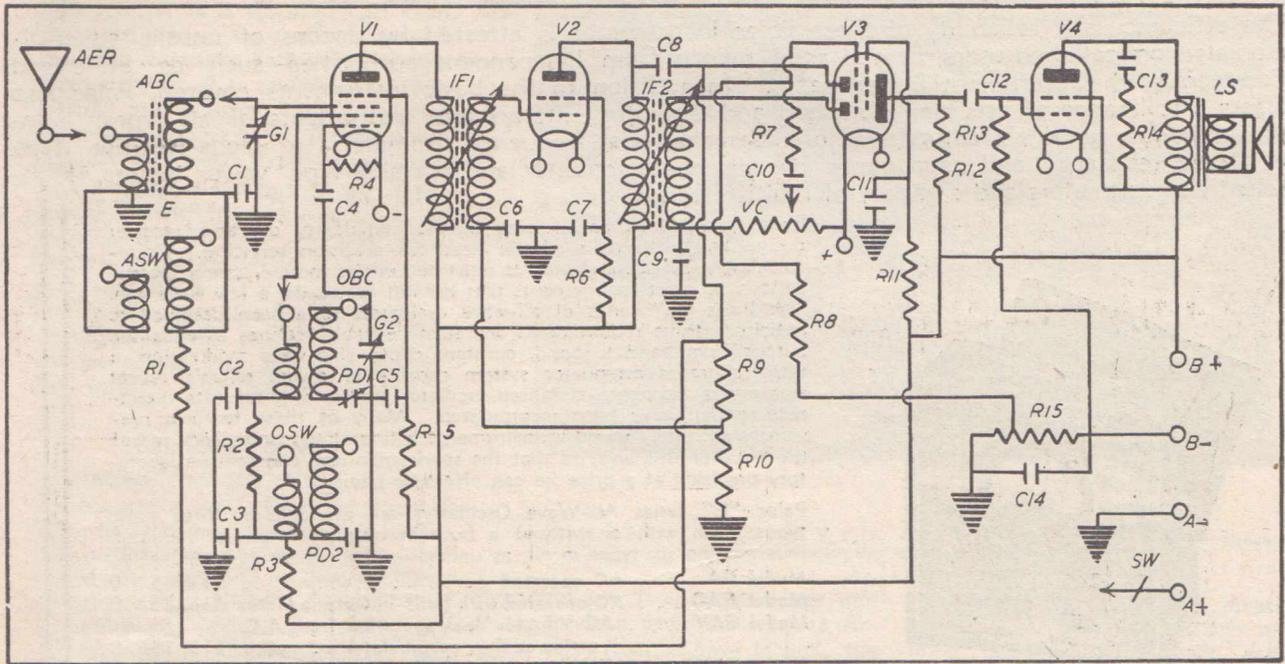 AER
ABC
V1
IF1
V2
C8
IF2
V3
C12
V4
C13
LS
G1
C1
E
R4
C4
C6
C7
R6
R7
C10
VC
C11
C9
R13
R12
R14
ASW
OBC
G2
PD1
C5
R1
C2
R2
OSW
R5
R8
R9
R10
R11
R15
C14
C3
R3
PD2
B+
B-
A-
SW
A+
-
+